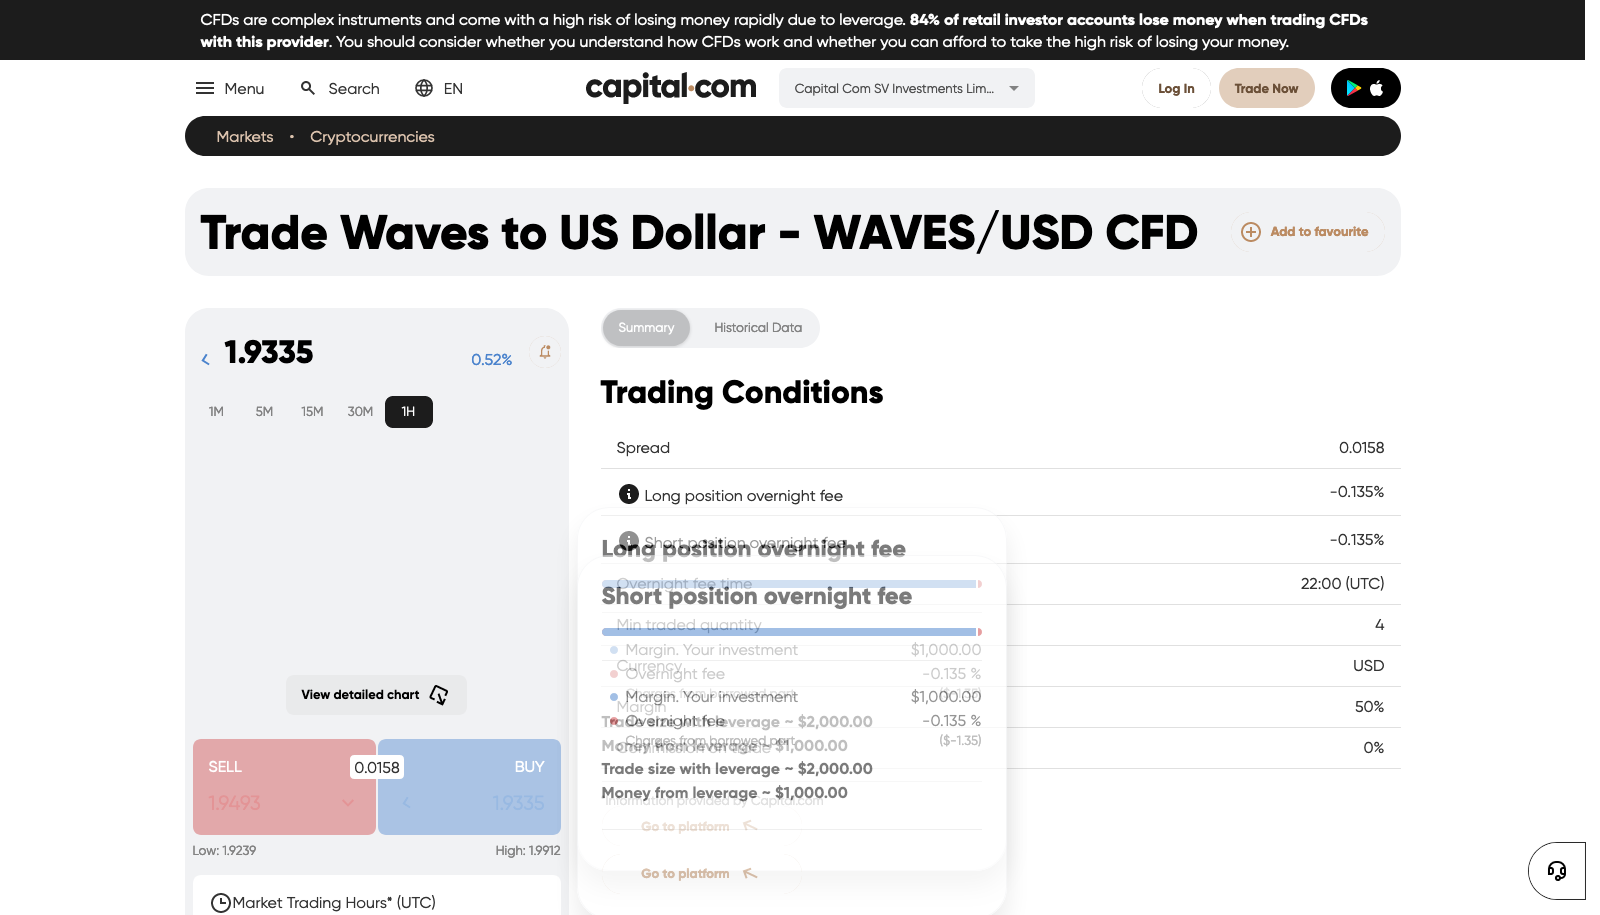 CFDs are complex instruments and come with a high risk of losing money rapidly due to leverage. 84% of retail investor accounts lose money when trading CFDs
with this provider. You should consider whether you understand how CFDs work and whether you can afford to take the high risk of losing your money.
Menu
Search
EN
capital.com
Capital Com SV Investments Lim...
Log In
Trade Now
Markets
Cryptocurrencies
Trade Waves to US Dollar - WAVES/USD CFD
Add to favourite
1.9335
0.52%
1M 5M 15M 30M 1H
View detailed chart
SELL
0.0158
BUY
1.9493
1.9335
Low: 1.9239
High: 1.9912
Market Trading Hours* (UTC)
Summary
Historical Data
Trading Conditions
Spread 0.0158
Long position overnight fee -0.135%
Short position overnight fee -0.135%
Overnight fee time 22:00 (UTC)
Min traded quantity 4
Currency USD
Margin 50%
Commission on trade 0%
Long position overnight fee
Margin. Your investment $1,000.00
Overnight fee -0.135 %
Charges from borrowed part ($-1.35)
Trade size with leverage ~ $2,000.00
Money from leverage ~ $1,000.00
Go to platform
Short position overnight fee
Margin. Your investment $1,000.00
Overnight fee -0.135 %
Charges from borrowed part ($-1.35)
Trade size with leverage ~ $2,000.00
Money from leverage ~ $1,000.00
Information provided by Capital.com
Go to platform